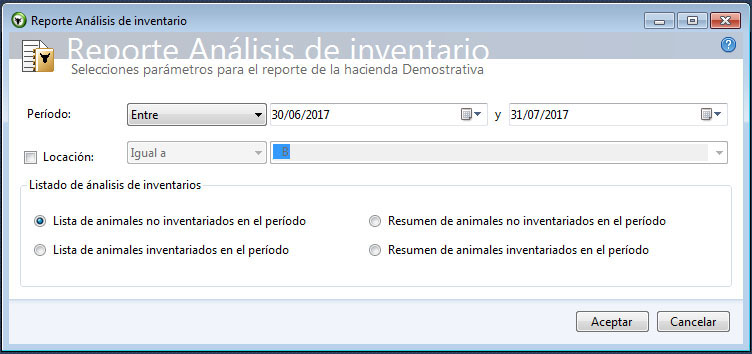 Reporte Análisis de inventario
Reporte Análisis de inventario
Selecciones parámetros para el reporte de la hacienda Demostrativa
Período: Entre 30/06/2017 y 31/07/2017
Locación: Igual a B
Listado de ánalisis de inventarios
Lista de animales no inventariados en el período Resumen de animales no inventariados en el período
Lista de animales inventariados en el período Resumen de animales inventariados en el período
Aceptar Cancelar